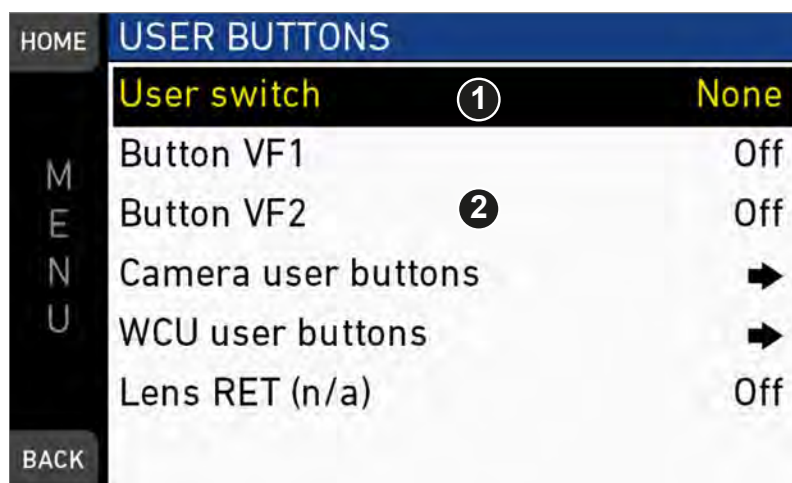 HOME USER BUTTONS
User switch 1 None
Button VF1 Off
Button VF2 2 Off
Camera user buttons
WCU user buttons
Lens RET (n/a) Off
MENU
BACK